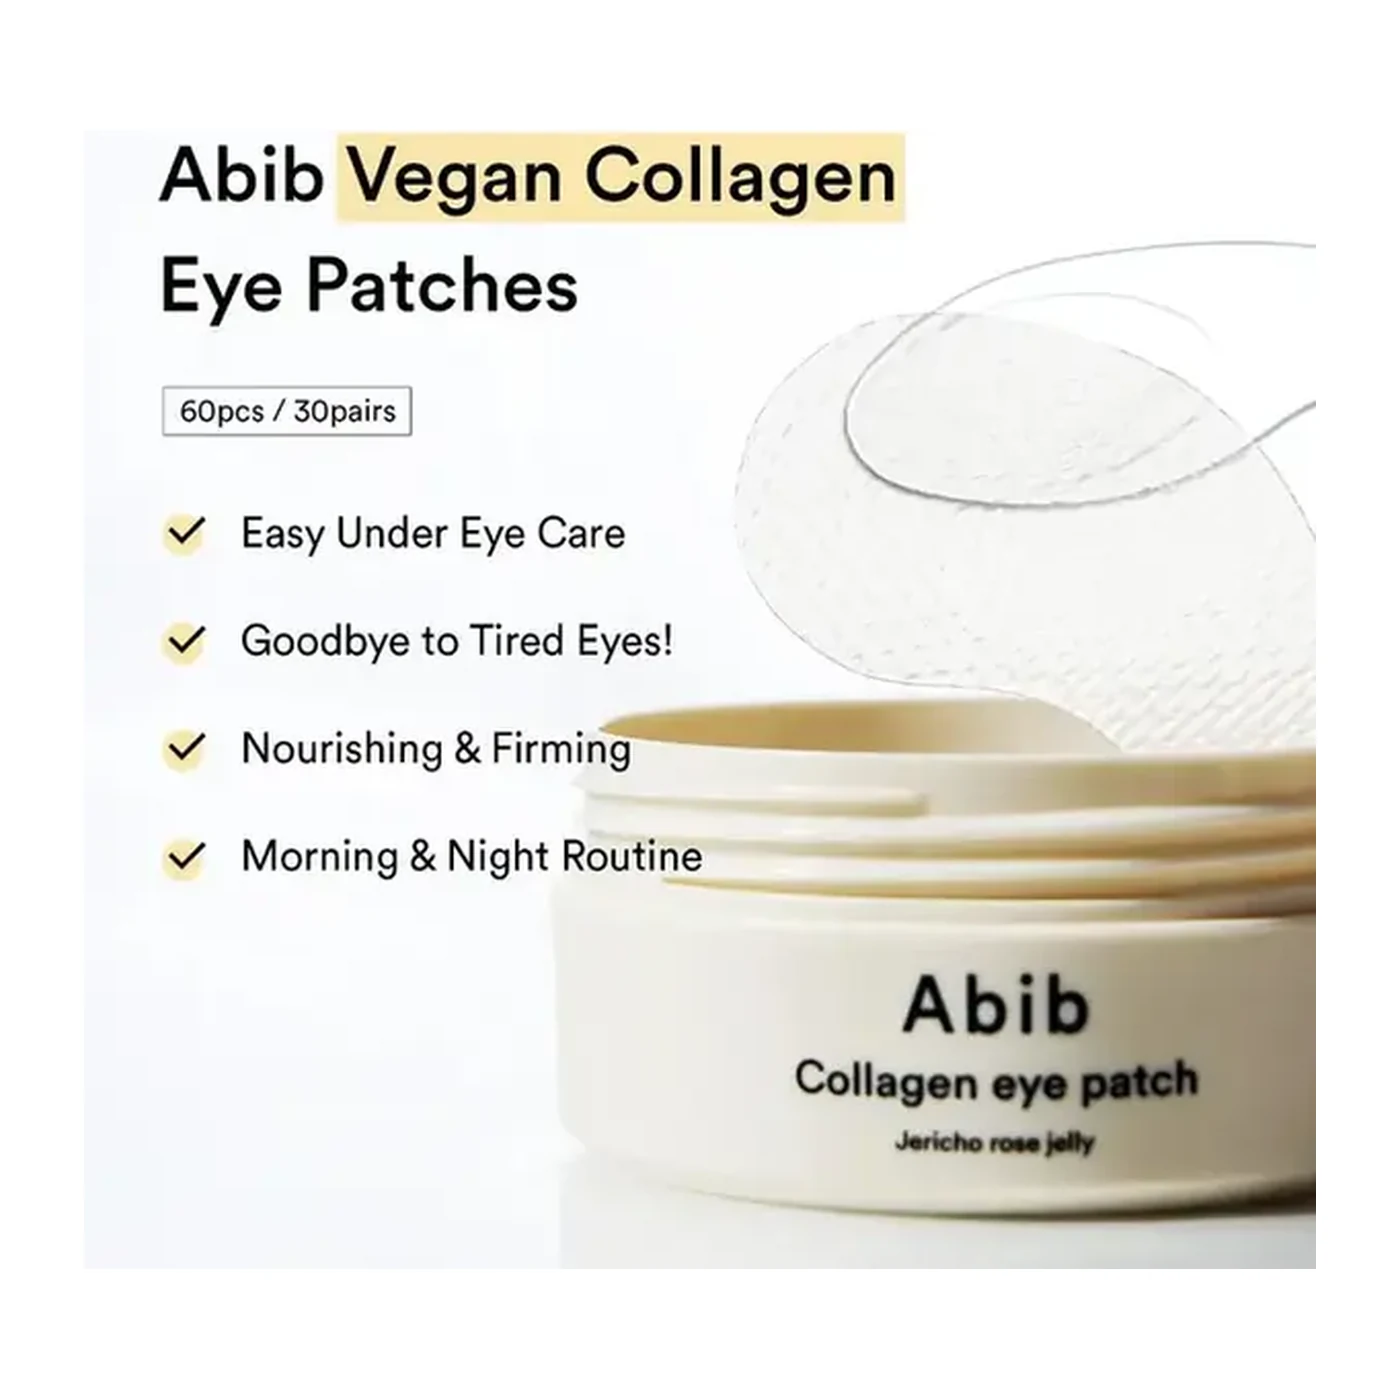 Abib Vegan Collagen
Eye Patches
60pcs / 30pairs
Easy Under Eye Care
Goodbye to Tired Eyes!
Nourishing & Firming
Morning & Night Routine
Abib
Collagen eye patch
Jericho rose jelly